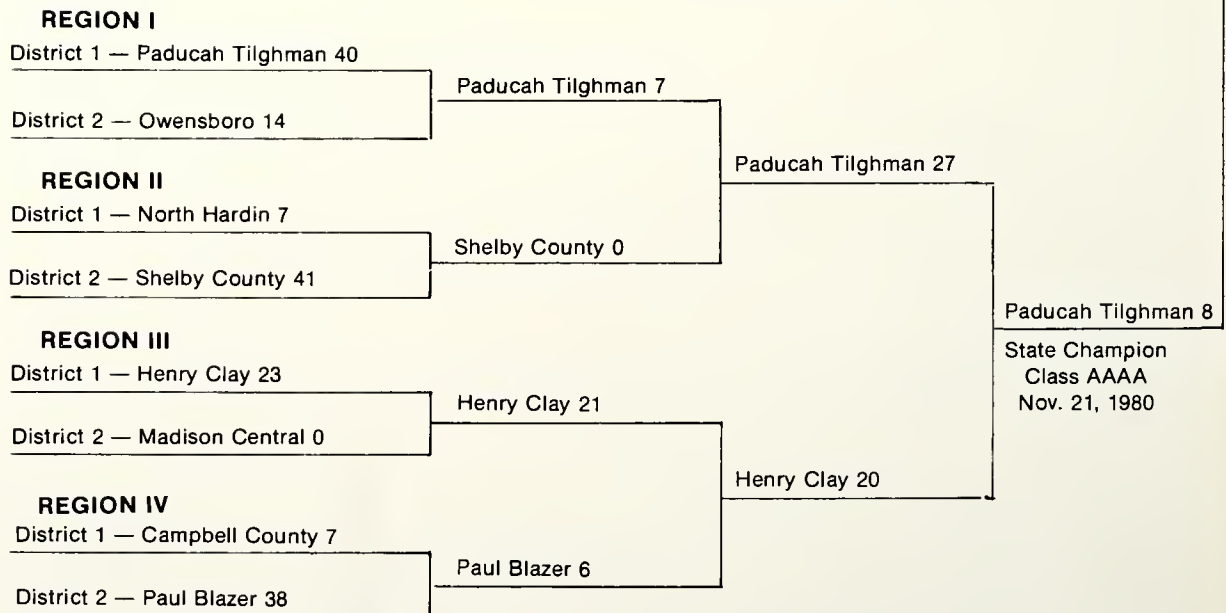 REGION I
District 1 — Paducah Tilghman 40
Paducah Tilghman 7
District 2 — Owensboro 14
Paducah Tilghman 27
REGION II
District 1 — North Hardin 7
Shelby County 0
District 2 — Shelby County 41
Paducah Tilghman 8
State Champion
Class AAAA
Nov. 21, 1980
REGION III
District 1 — Henry Clay 23
Henry Clay 21
District 2 — Madison Central 0
Henry Clay 20
REGION IV
District 1 — Campbell County 7
Paul Blazer 6
District 2 — Paul Blazer 38